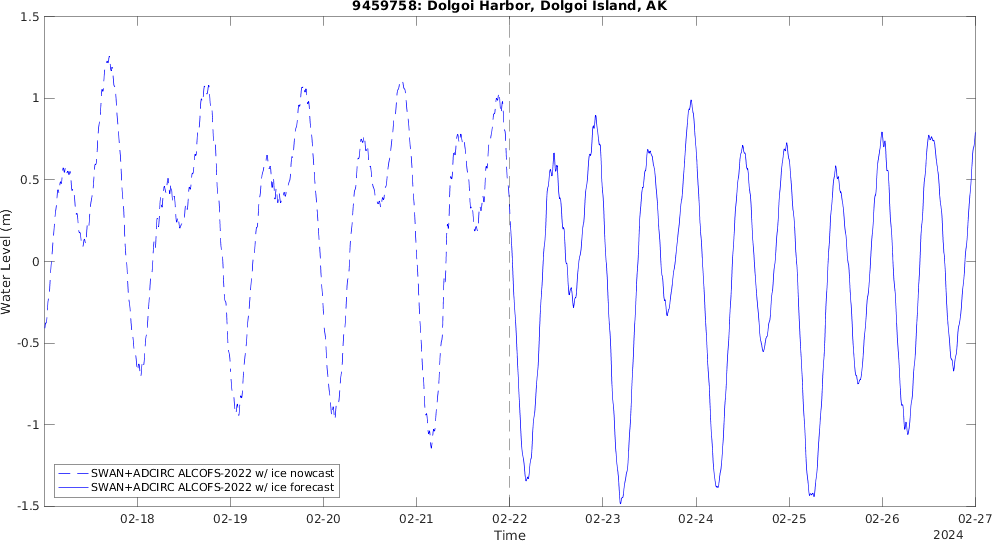 9459758: Dolgoi Harbor, Dolgoi Island, AK
1.5
1
0.5
0
-0.5
-1
-1.5
Water Level (m)
SWAN+ADCIRC ALCOFS-2022 w/ ice nowcast
SWAN+ADCIRC ALCOFS-2022 w/ ice forecast
02-18 02-19 02-20 02-21 02-22 02-23 02-24 02-25 02-26 02-27
Time
2024